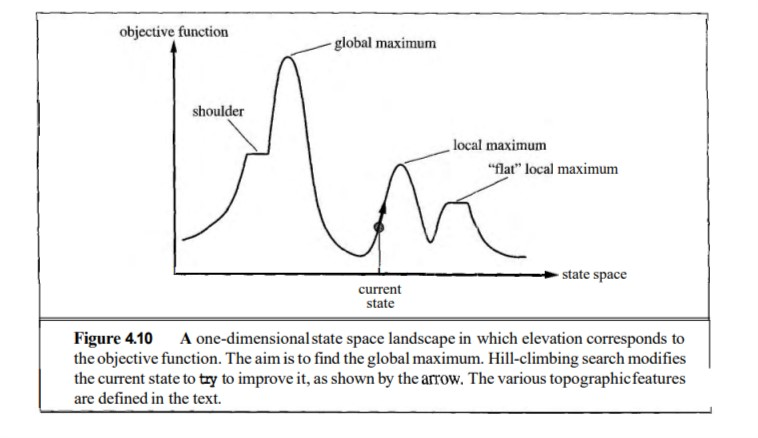 objective function
global maximum
shoulder
local maximum
"flat" local maximum
state space
current
state
Figure 4.10 A one-dimensional state space landscape in which elevation corresponds to
the objective function. The aim is to find the global maximum. Hill-climbing search modifies
the current state to try to improve it, as shown by the arrow. The various topographic features
are defined in the text.